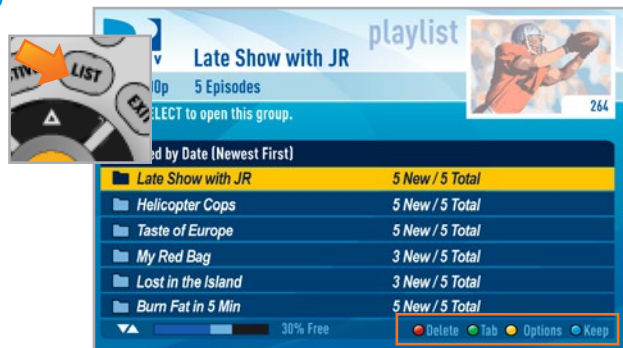 playlist
Late Show with JR
264
5 Episodes
LIST
to open this group.
by Date (Newest First)
Late Show with JR 5 New / 5 Total
Helicopter Cops 5 New / 5 Total
Taste of Europe 5 New / 5 Total
My Red Bag 3 New / 5 Total
Lost in the Island 3 New / 5 Total
Burn Fat in 5 Min 5 New / 5 Total
30% Free Delete Tab Options Keep